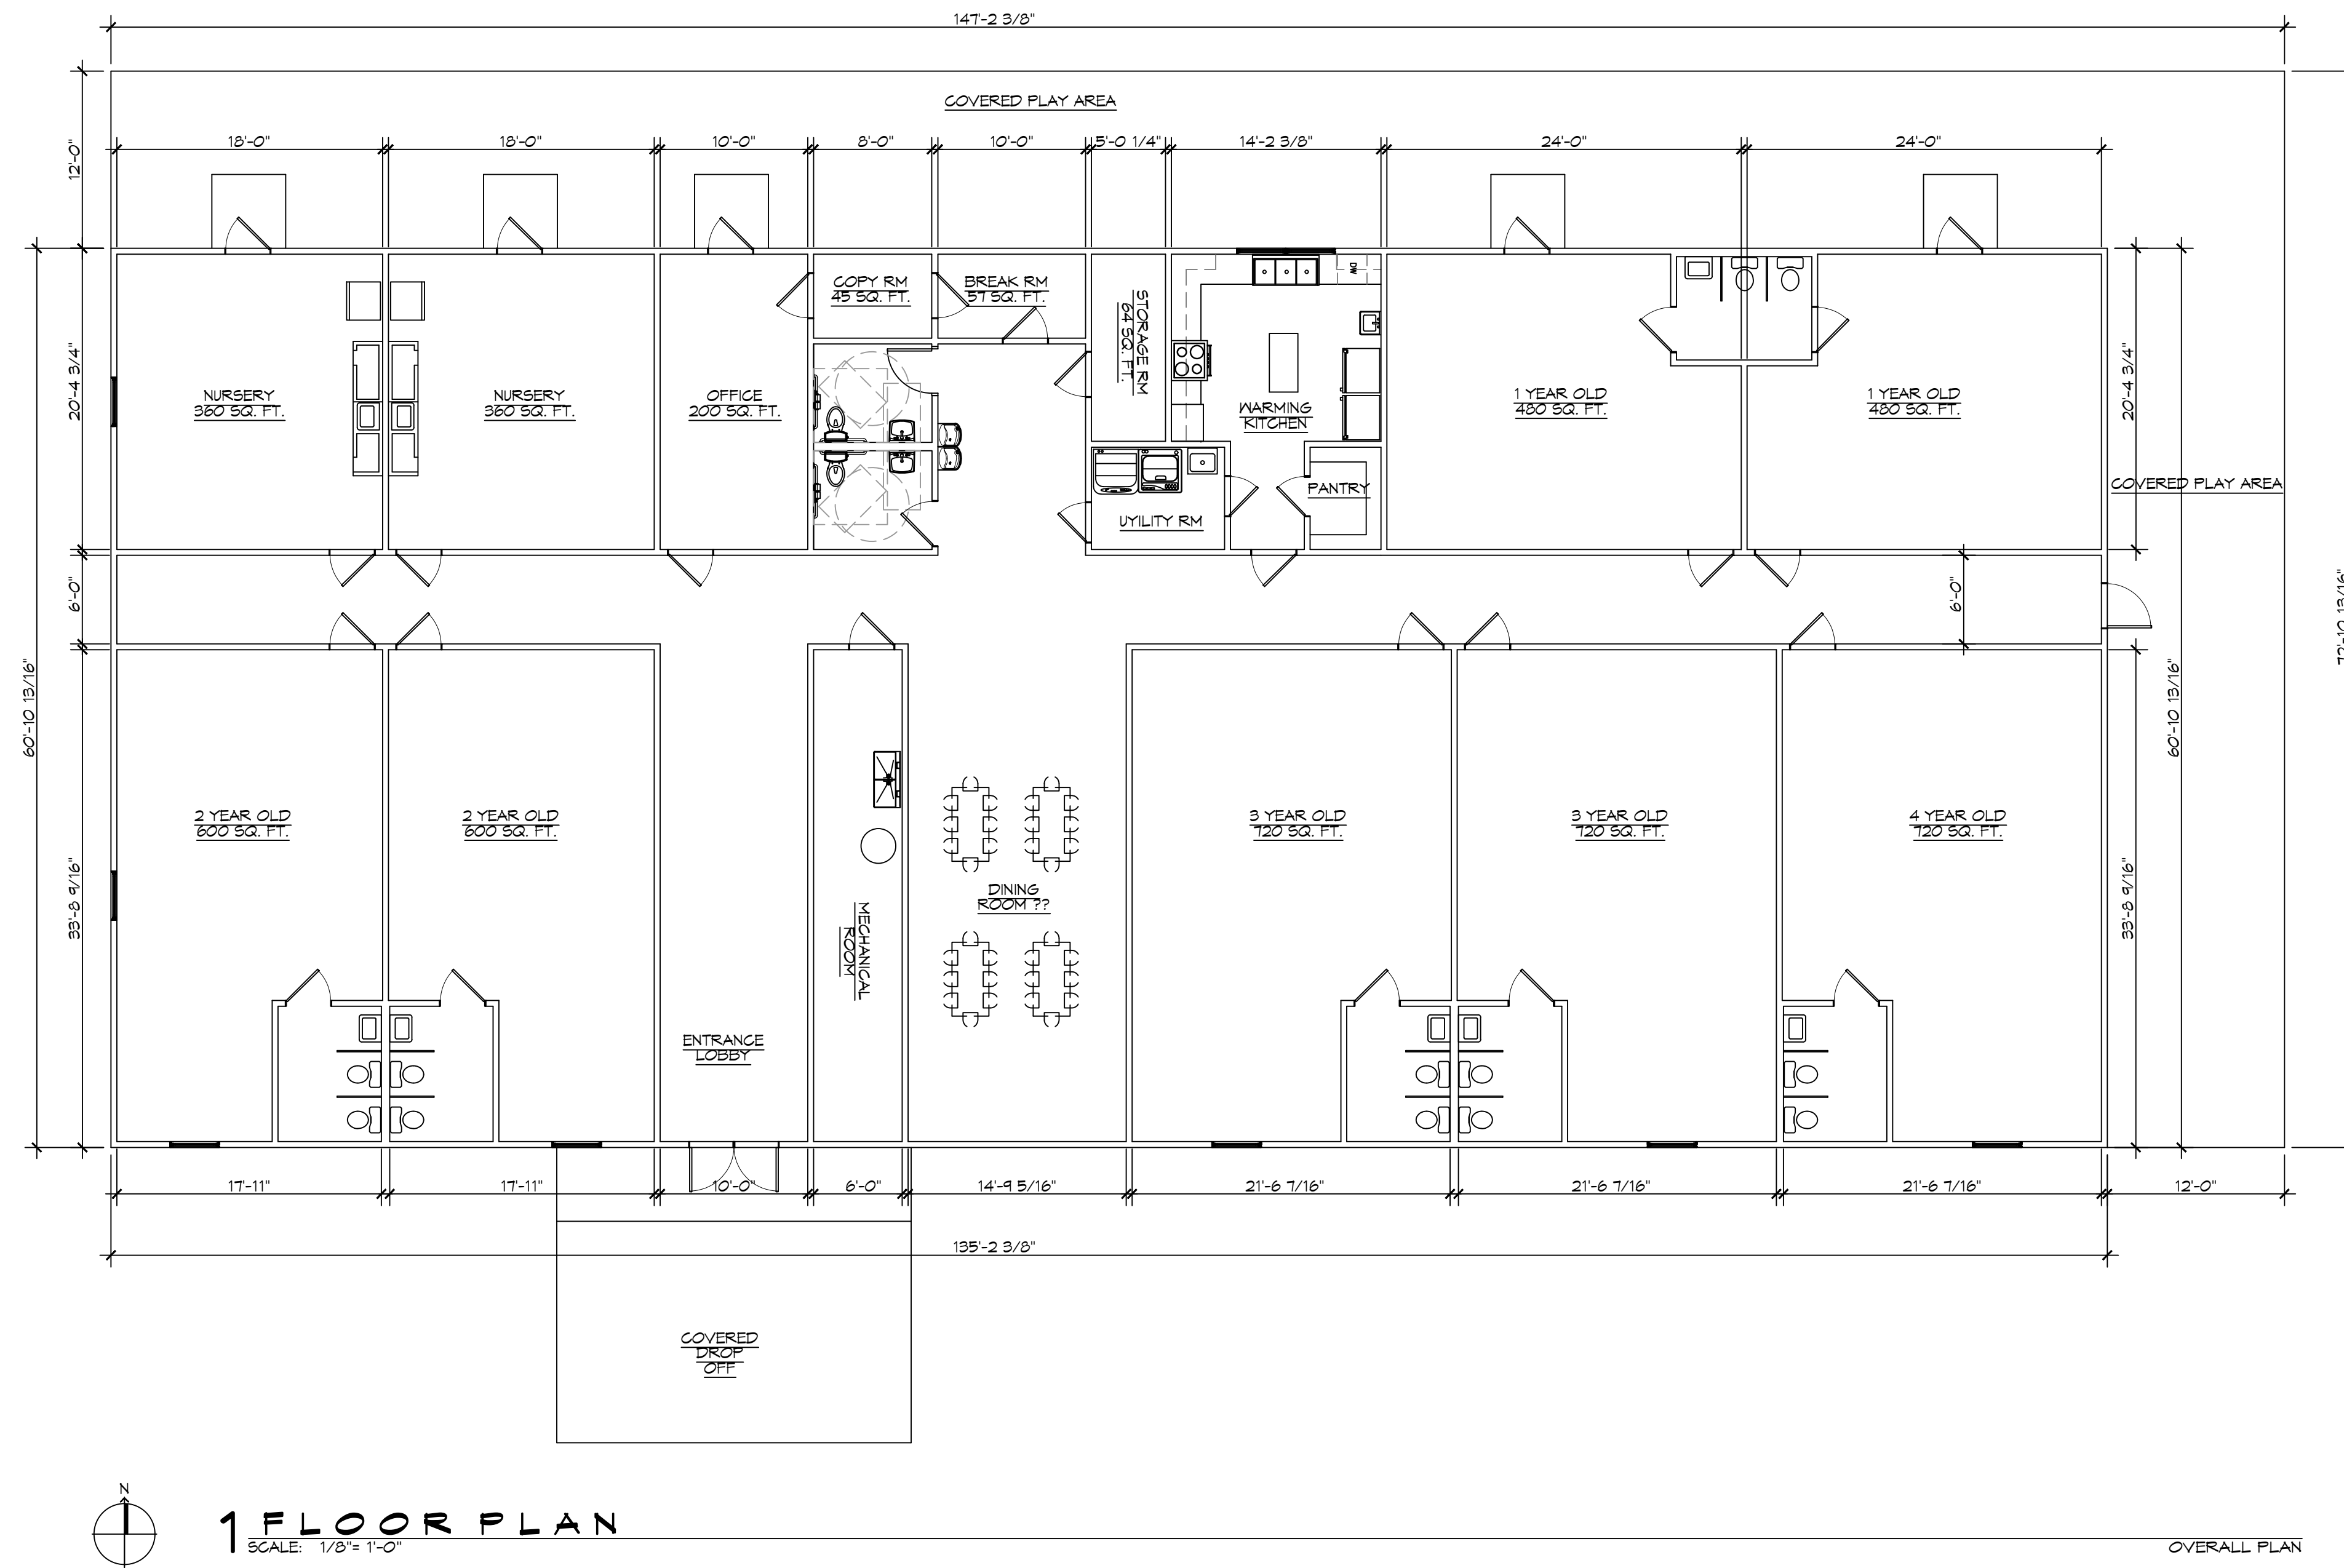 147'-2 3/8"
COVERED PLAY AREA
18'-0"
18'-0"
10'-0"
8'-0"
10'-0"
5'-0 1/4"
14'-2 3/8"
24'-0"
24'-0"
12'-0"
COPY RM
45 SQ. FT.
BREAK RM
57 SQ. FT.
STORAGE RM
64 SQ. FT.
DW
20'-4 3/4"
NURSERY
360 SQ. FT.
NURSERY
360 SQ. FT.
OFFICE
200 SQ. FT.
WARMING
KITCHEN
1 YEAR OLD
480 SQ. FT.
1 YEAR OLD
480 SQ. FT.
20'-4 3/4"
COVERED PLAY AREA
PANTRY
UYILITY RM
6'-0"
6'-0"
72'-10 13/16"
60'-10 13/16"
60'-10 13/16"
2 YEAR OLD
600 SQ. FT.
2 YEAR OLD
600 SQ. FT.
3 YEAR OLD
720 SQ. FT.
3 YEAR OLD
720 SQ. FT.
4 YEAR OLD
720 SQ. FT.
33'-8 9/16"
MECHANICAL
ROOM
DINING
ROOM ??
33'-8 9/16"
ENTRANCE
LOBBY
17'-11"
17'-11"
10'-0"
6'-0"
14'-9 5/16"
21'-6 7/16"
21'-6 7/16"
21'-6 7/16"
12'-0"
135'-2 3/8"
COVERED
DROP
OFF
N
1 FLOOR PLAN
SCALE: 1/8"= 1'-0"
OVERALL PLAN